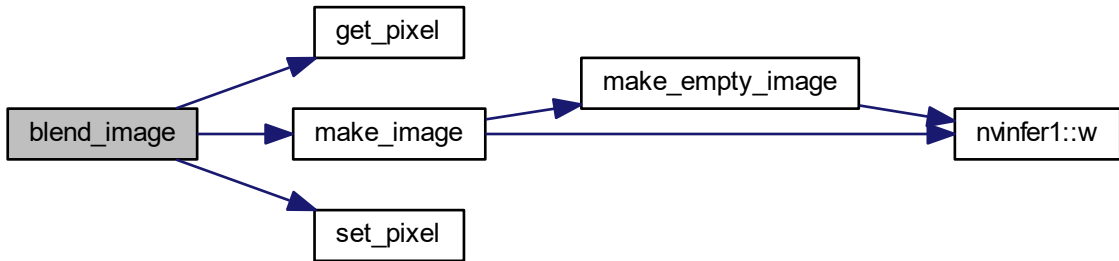 get_pixel
make_empty_image
blend_image
make_image
nvinfer1::w
set_pixel